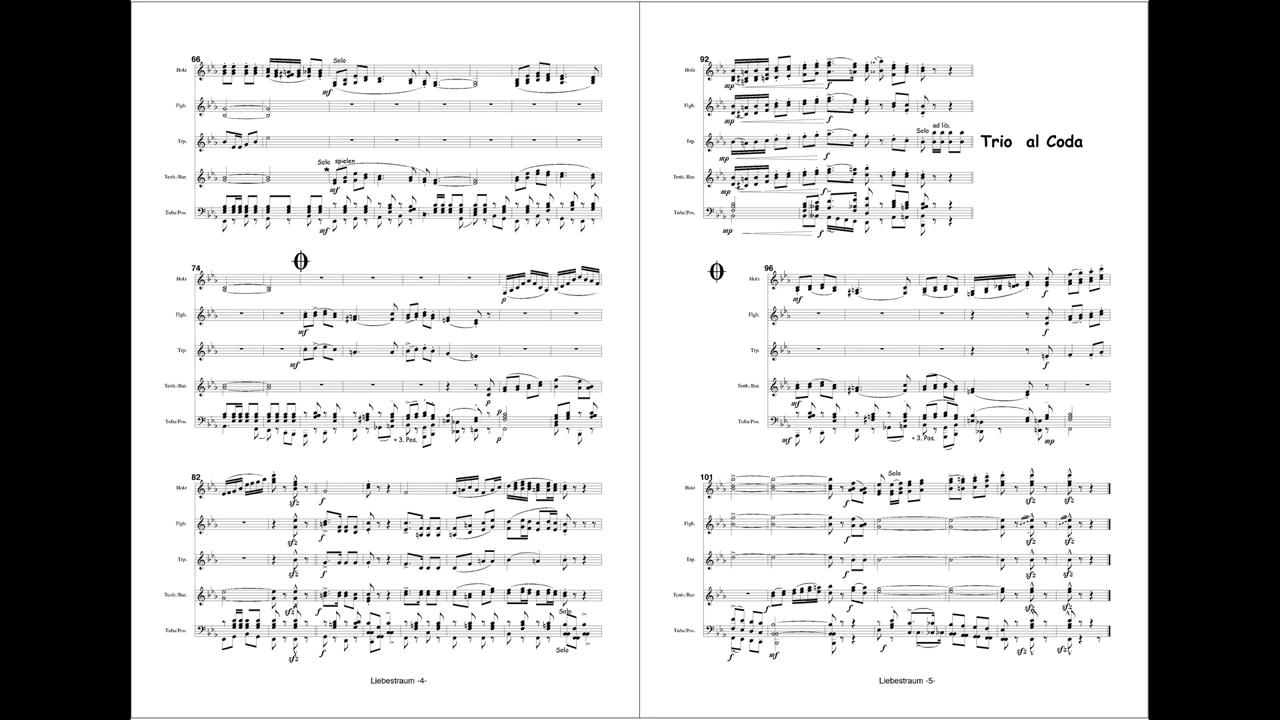 66
Solo
Holz
mf
Flgh.
Trp.
Solo spielen
Tenh./Bar.
mf
Tuba/Pos.
mf
74
Holz
p
Flgh.
mf
Trp.
mf
Tenh./Bar.
p
p
Tuba/Pos.
+ 3. Pos.
p
82
Holz
sfz
f
Flgh.
sfz
f
Trp.
sfz
f
Tenh./Bar.
sfz
f
Solo
Tuba/Pos.
sfz
f
Solo
Liebestraum -4-
92
Holz
mp
f
Flgh.
mp
f
Solo ad lib.
Trp.
Trio al Coda
mp
f
Tenh./Bar.
mp
f
Tuba/Pos.
mp
f
96
Holz
mf
f
Flgh.
f
Trp.
f
Tenh./Bar.
mf
Tuba/Pos.
mf
+ 3. Pos.
mp
101
Solo
Holz
f
sfz
sfz
Flgh.
f
sfz
sfz
Trp.
f
sfz
sfz
Tenh./Bar.
f
f
sfz
sfz
Tuba/Pos.
f
mf
sfz
sfz
Liebestraum -5-